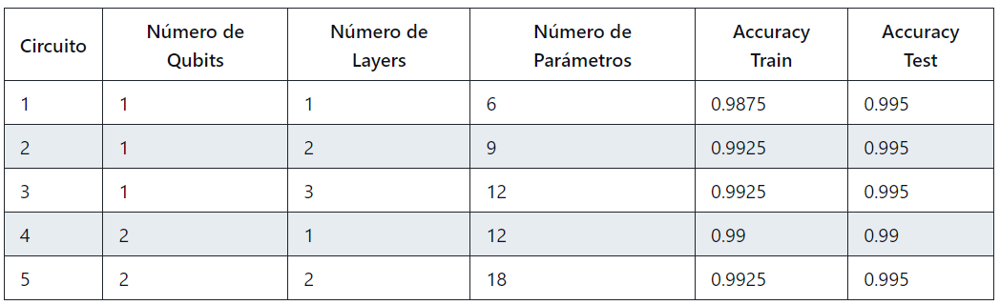 Circuito Número de Qubits Número de Layers Número de Parámetros Accuracy Train Accuracy Test
1 1 1 6 0.9875 0.995
2 1 2 9 0.9925 0.995
3 1 3 12 0.9925 0.995
4 2 1 12 0.99 0.99
5 2 2 18 0.9925 0.995